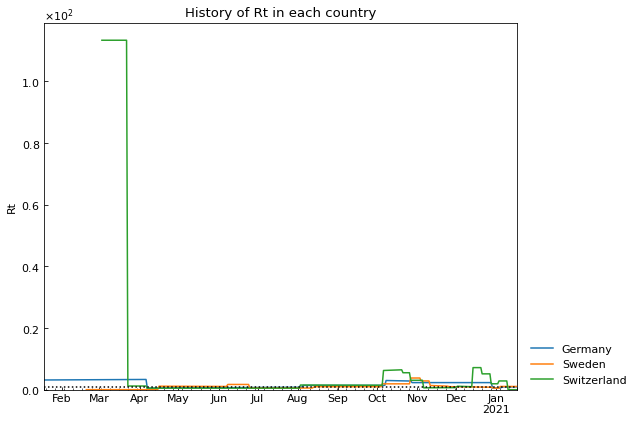 History of Rt in each country
×10²
1.0
0.8
0.6
0.4
0.2
0.0
Rt
Feb Mar Apr May Jun Jul Aug Sep Oct Nov Dec Jan
2021
Germany
Sweden
Switzerland